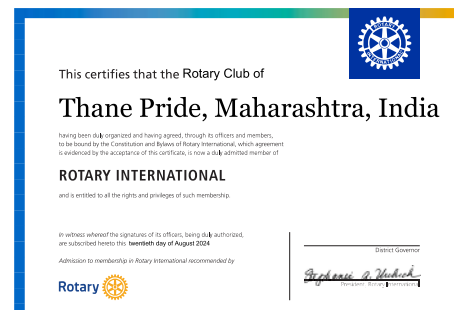 ROTARY
INTERNATIONAL
This certifies that the Rotary Club of
Thane Pride, Maharashtra, India
having been duly organized and having agreed, through its officers and members,
to be bound by the Constitution and Bylaws of Rotary International, which agreement
is evidenced by the acceptance of this certificate, is now a duly admitted member of
ROTARY INTERNATIONAL
and is entitled to all the rights and privileges of such membership.
In witness whereof the signatures of its officers, being duly authorized,
are subscribed hereto this twentieth day of August 2024
Admission to membership in Rotary International recommended by
Rotary
District Governor
Stephanie A. Urchick
President Rotary International